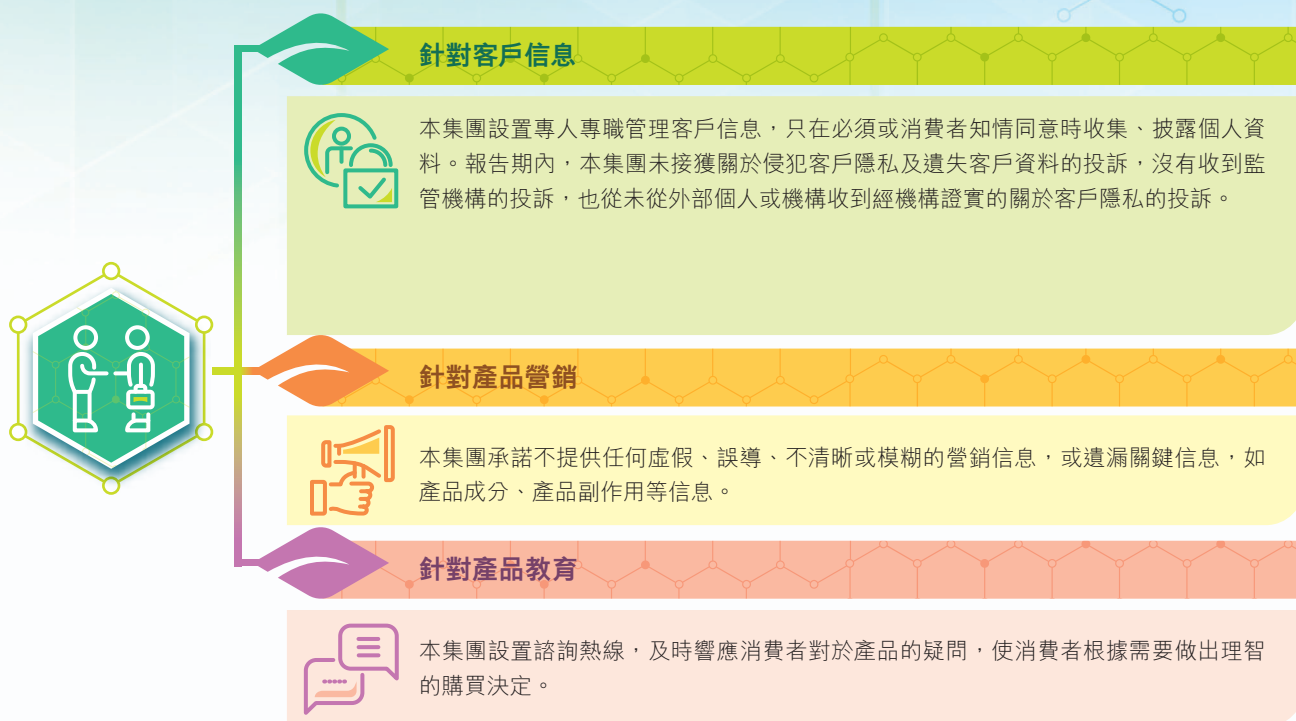 針對客戶信息
本集團設置專人專職管理客戶信息，只在必須或消費者知情同意時收集、披露個人資
料。報告期內，本集團未接獲關於侵犯客戶隱私及遺失客戶資料的投訴，沒有收到監
管機構的投訴，也從未從外部個人或機構收到經機構證實的關於客戶隱私的投訴。
針對產品營銷
本集團承諾不提供任何虛假、誤導、不清晰或模糊的營銷信息，或遺漏關鍵信息，如
產品成分、產品副作用等信息。
針對產品教育
本集團設置諮詢熱線，及時響應消費者對於產品的疑問，使消費者根據需要做出理智
的購買決定。